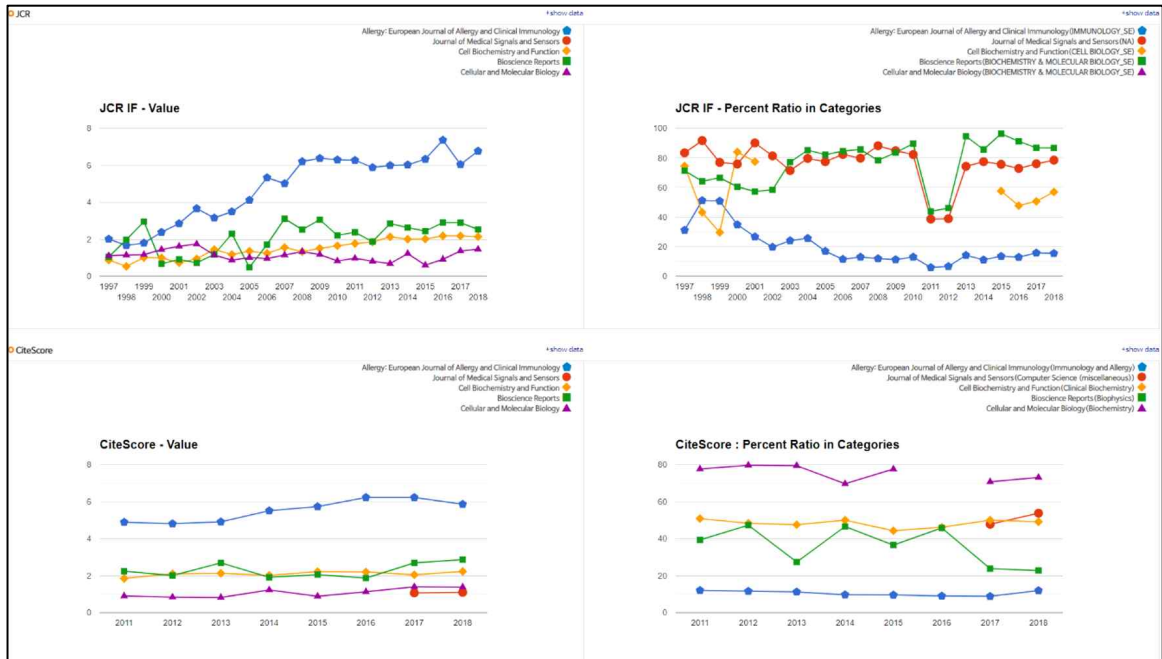 JCR
+show data
Allergy: European Journal of Allergy and Clinical Immunology
Journal of Medical Signals and Sensors
Cell Biochemistry and Function
Bioscience Reports
Cellular and Molecular Biology
JCR IF - Value
8
6
4
2
0
1997 1999 2001 2003 2005 2007 2009 2011 2013 2015 2017
1998 2000 2002 2004 2006 2008 2010 2012 2014 2016 2018
+show data
Allergy: European Journal of Allergy and Clinical Immunology(IMMUNOLOGY_SE)
Journal of Medical Signals and Sensors(NA)
Cell Biochemistry and Function(CELL BIOLOGY_SE)
Bioscience Reports(BIOCHEMISTRY & MOLECULAR BIOLOGY_SE)
Cellular and Molecular Biology(BIOCHEMISTRY & MOLECULAR BIOLOGY_SE)
JCR IF - Percent Ratio in Categories
100
80
60
40
20
0
1997 1999 2001 2003 2005 2007 2009 2011 2013 2015 2017
1998 2000 2002 2004 2006 2008 2010 2012 2014 2016 2018
CiteScore
+show data
Allergy: European Journal of Allergy and Clinical Immunology
Journal of Medical Signals and Sensors
Cell Biochemistry and Function
Bioscience Reports
Cellular and Molecular Biology
CiteScore - Value
8
6
4
2
0
2011 2012 2013 2014 2015 2016 2017 2018
+show data
Allergy: European Journal of Allergy and Clinical Immunology(Immunology and Allergy)
Journal of Medical Signals and Sensors(Computer Science (miscellaneous))
Cell Biochemistry and Function(Clinical Biochemistry)
Bioscience Reports(Biophysics)
Cellular and Molecular Biology(Biochemistry)
CiteScore : Percent Ratio in Categories
80
60
40
20
0
2011 2012 2013 2014 2015 2016 2017 2018